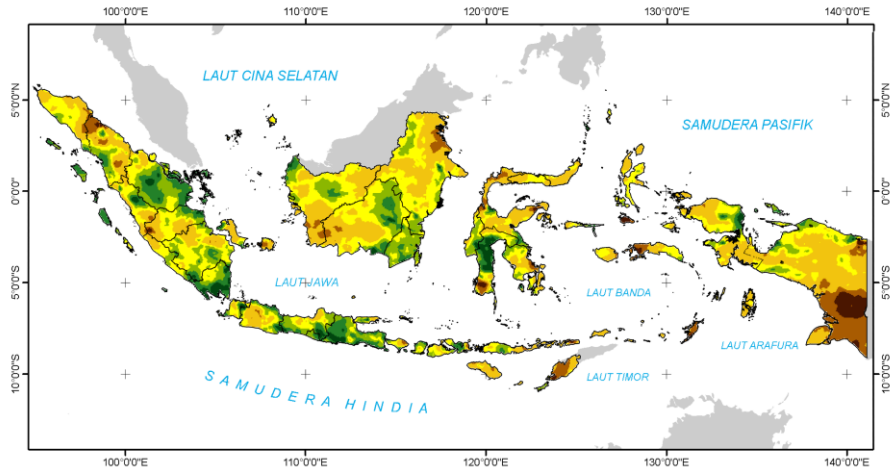 100°0'0"E 110°0'0"E 120°0'0"E 130°0'0"E 140°0'0"E
LAUT CINA SELATAN
5°0'0"N 5°0'0"N
SAMUDERA PASIFIK
0°0'0" 0°0'0"
LAUT JAWA
LAUT BANDA
5°0'0"S 5°0'0"S
LAUT ARAFURA
10°0'0"S 10°0'0"S
LAUT TIMOR
SAMUDERA HINDIA
100°0'0"E 110°0'0"E 120°0'0"E 130°0'0"E 140°0'0"E